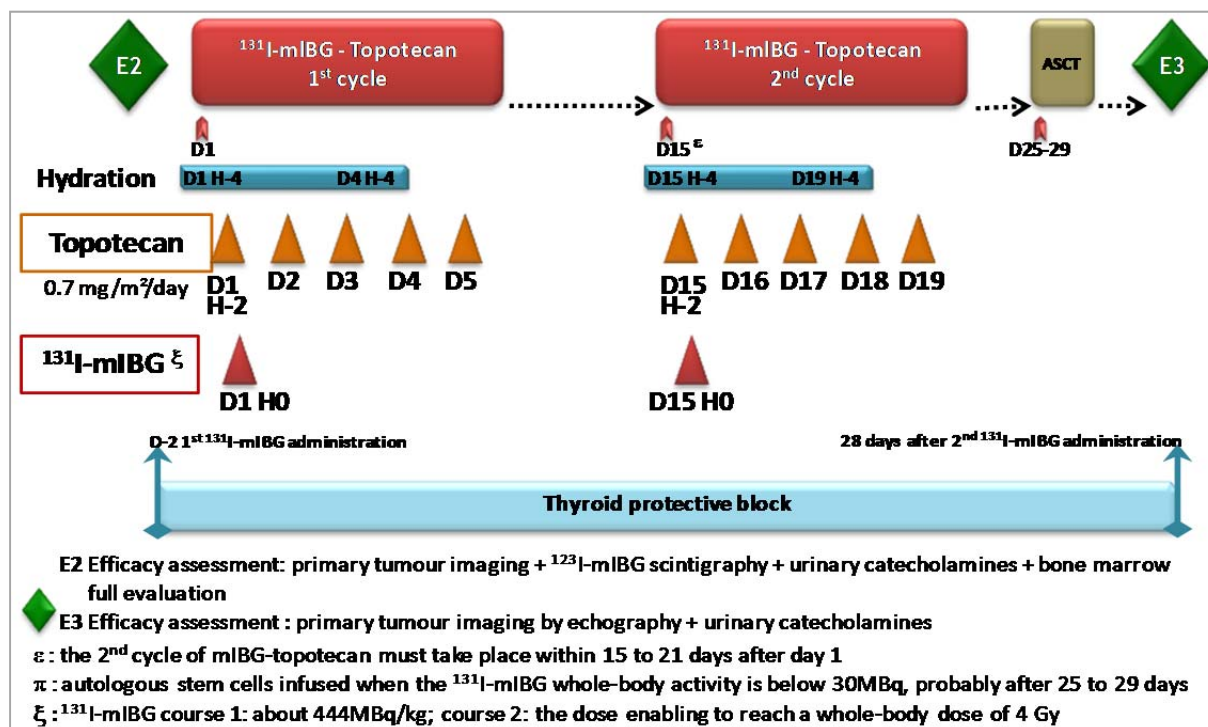 E2
¹³¹I-mIBG - Topotecan
1st cycle
¹³¹I-mIBG - Topotecan
2nd cycle
ASCT
E3
D1
D15 ε
D25-29
Hydration
D1 H-4
D4 H-4
D15 H-4
D19 H-4
Topotecan
0.7 mg/m²/day
D1
H-2
D2
D3
D4
D5
D15
H-2
D16
D17
D18
D19
¹³¹I-mIBG ξ
D1 H0
D15 H0
D-2 1st ¹³¹I-mIBG administration
28 days after 2nd ¹³¹I-mIBG administration
Thyroid protective block
E2 Efficacy assessment: primary tumour imaging + ¹²³I-mIBG scintigraphy + urinary catecholamines + bone marrow
full evaluation
E3 Efficacy assessment : primary tumour imaging by echography + urinary catecholamines
ε : the 2nd cycle of mIBG-topotecan must take place within 15 to 21 days after day 1
π : autologous stem cells infused when the ¹³¹I-mIBG whole-body activity is below 30MBq, probably after 25 to 29 days
ξ : ¹³¹I-mIBG course 1: about 444MBq/kg; course 2: the dose enabling to reach a whole-body dose of 4 Gy